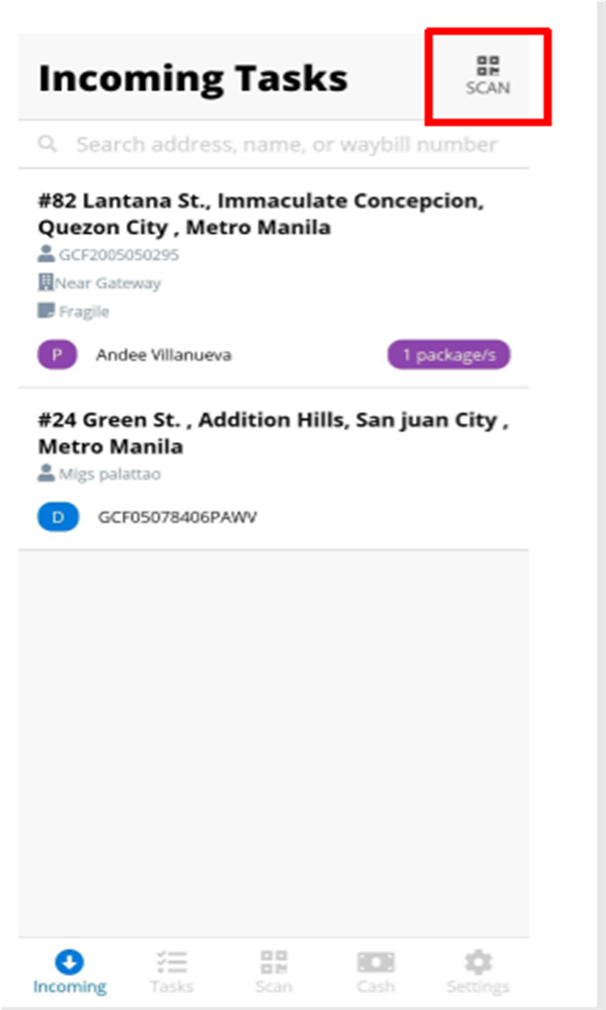 Incoming Tasks
SCAN
Search address, name, or waybill number
#82 Lantana St., Immaculate Concepcion,
Quezon City , Metro Manila
GCF2005050295
Near Gateway
Fragile
P Andee Villanueva 1 package/s
#24 Green St. , Addition Hills, San juan City ,
Metro Manila
Migs palattao
D GCF05078406PAWV
Incoming Tasks Scan Cash Settings